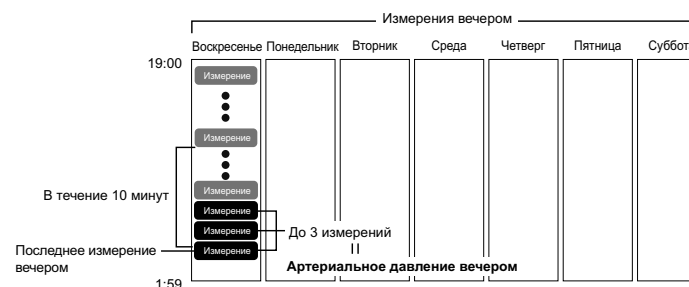 Измерения вечером
Воскресенье Понедельник Вторник Среда Четверг Пятница Суббот
19:00
Измерение
Измерение
Измерение
В течение 10 минут
Измерение
Измерение
До 3 измерений
Последнее измерение
вечером
Измерение
=
Артериальное давление вечером
1:59